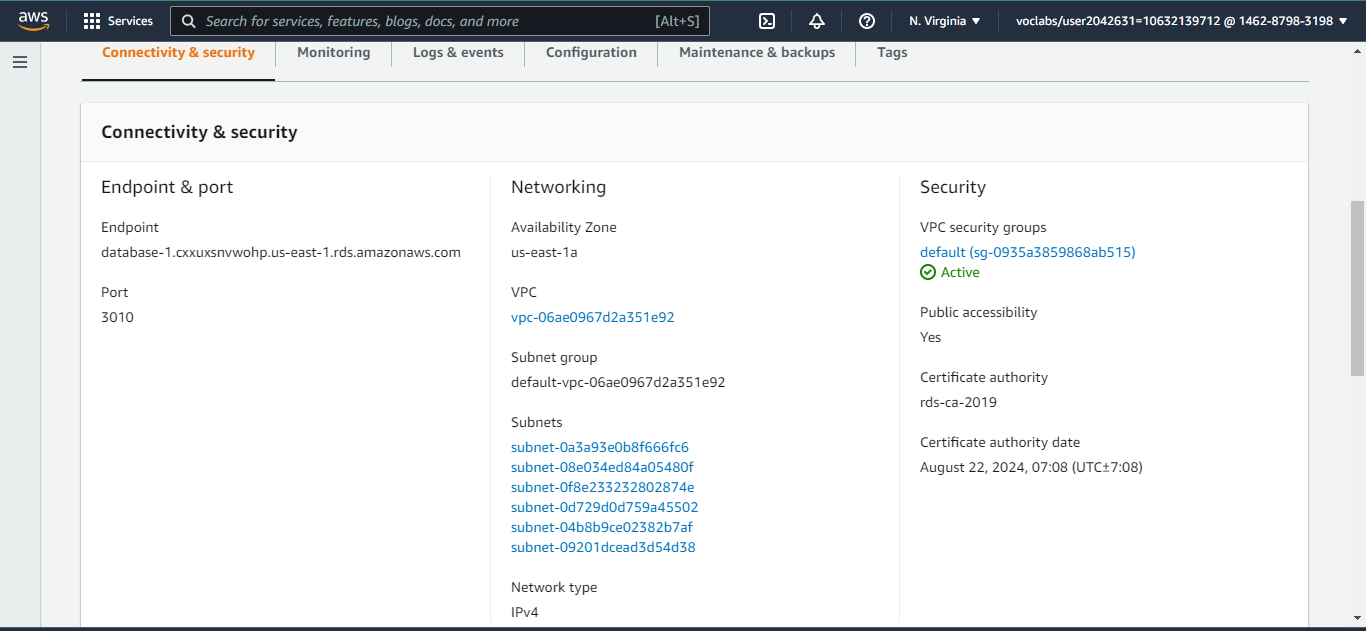 aws
Services
Search for services, features, blogs, docs, and more
[Alt+S]
N. Virginia
voclabs/user2042631=10632139712 @ 1462-8798-3198
Connectivity & security
Monitoring
Logs & events
Configuration
Maintenance & backups
Tags
Connectivity & security
Endpoint & port
Endpoint
database-1.cxxuxsnvwohp.us-east-1.rds.amazonaws.com
Port
3010
Networking
Availability Zone
us-east-1a
VPC
vpc-06ae0967d2a351e92
Subnet group
default-vpc-06ae0967d2a351e92
Subnets
subnet-0a3a93e0b8f666fc6
subnet-08e034ed84a05480f
subnet-0f8e233232802874e
subnet-0d729d0d759a45502
subnet-04b8b9ce02382b7af
subnet-09201dcead3d54d38
Network type
IPv4
Security
VPC security groups
default (sg-0935a3859868ab515)
Active
Public accessibility
Yes
Certificate authority
rds-ca-2019
Certificate authority date
August 22, 2024, 07:08 (UTC±7:08)